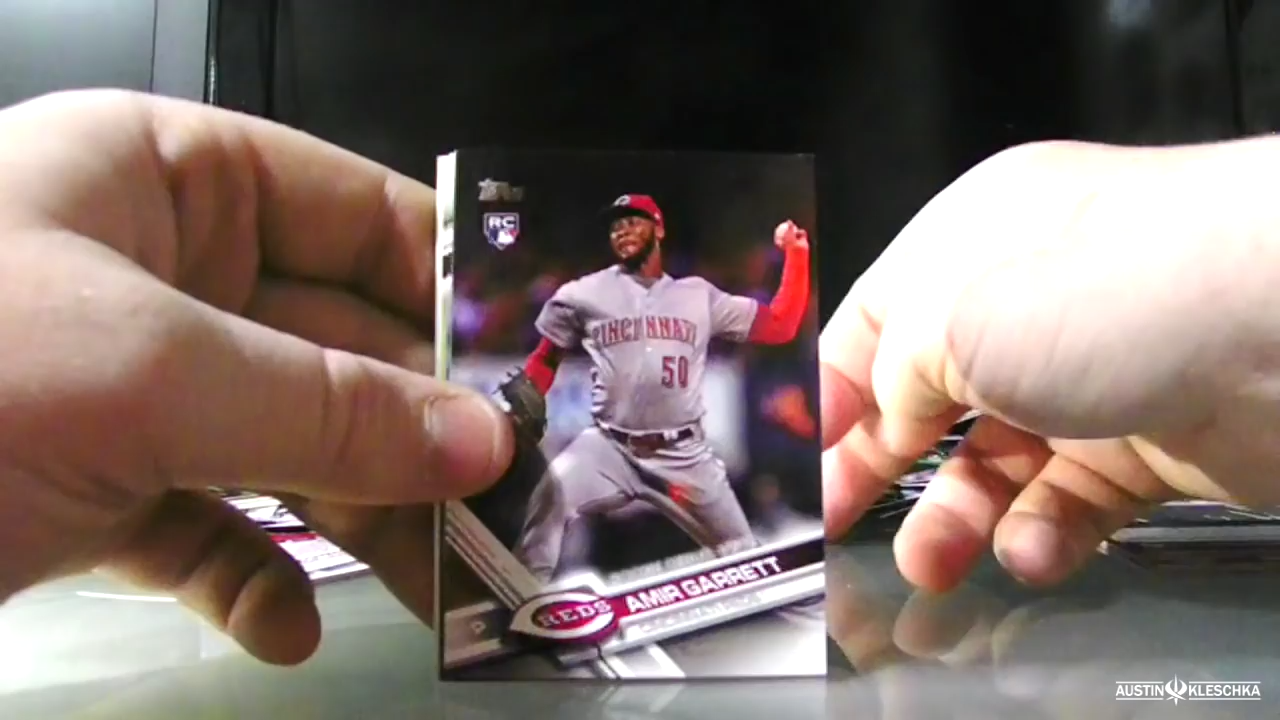 TOPPS
RC
CINCINNATI
50
AMIR GARRETT
REDS
P
AUSTIN KLESCHKA